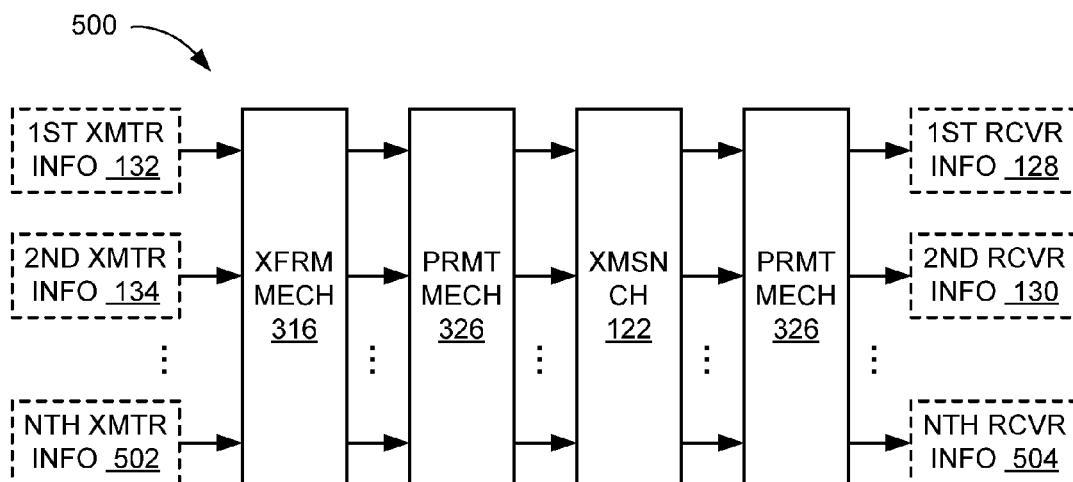 500
1ST XMTR
INFO 132
2ND XMTR
INFO 134
NTH XMTR
INFO 502
XFRM
MECH
316
PRMT
MECH
326
XMSN
CH
122
PRMT
MECH
326
1ST RCVR
INFO 128
2ND RCVR
INFO 130
NTH RCVR
INFO 504